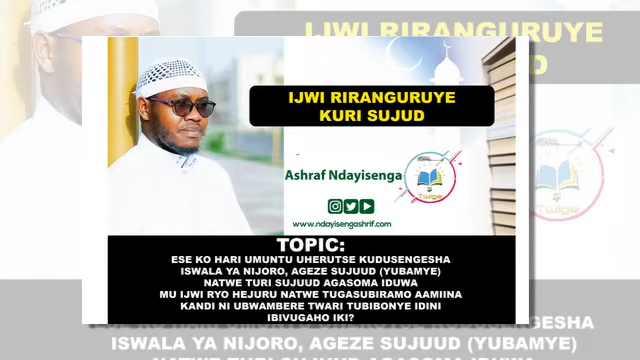 IJWI RIRANGURUYE
D
IJWI RIRANGURUYE
KURI SUJUD
Ashraf Ndayisenga
Twige
www.ndayisengashrif.com
TOPIC:
ESE KO HARI UMUNTU UHERUTSE KUDUSENGESHA
ISWALA YA NIJORO, AGEZE SUJUUD (YUBAMYE)
NATWE TURI SUJUUD AGASOMA IDUWA
MU IJWI RYO HEJURU NATWE TUGASUBIRAMO AAMIINA
KANDI NI UBWAMBERE TWARI TUBIBONYE IDINI
IBIVUGAHO IKI?
ISWALA YA NIJORO, AGEZE SUJUUD (YUBAMYE)